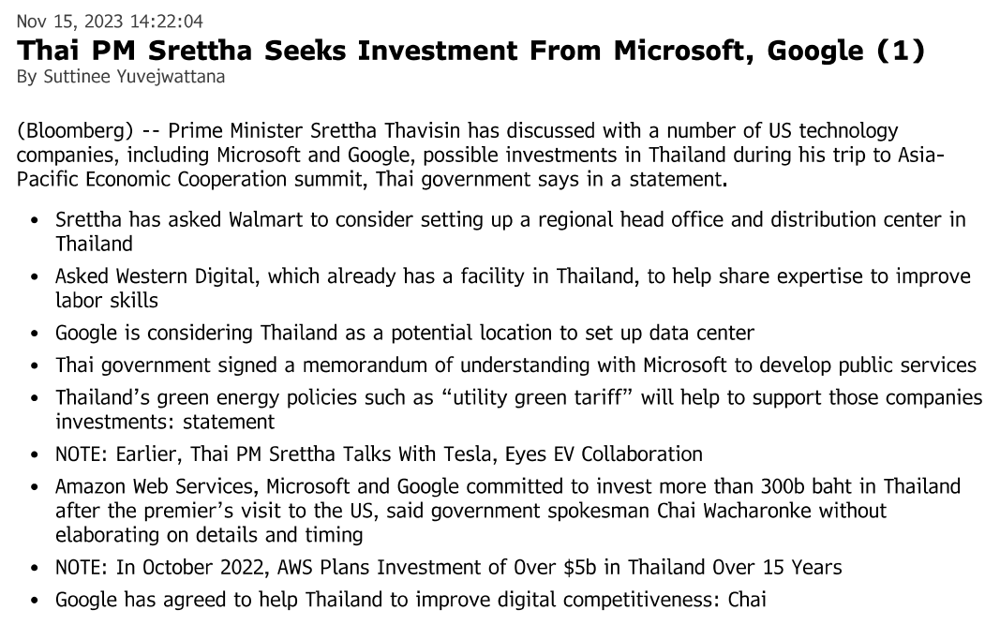 Nov 15, 2023 14:22:04
Thai PM Srettha Seeks Investment From Microsoft, Google (1)
By Suttinee Yuvejwattana
(Bloomberg) -- Prime Minister Srettha Thavisin has discussed with a number of US technology
companies, including Microsoft and Google, possible investments in Thailand during his trip to Asia-
Pacific Economic Cooperation summit, Thai government says in a statement.
• Srettha has asked Walmart to consider setting up a regional head office and distribution center in
Thailand
• Asked Western Digital, which already has a facility in Thailand, to help share expertise to improve
labor skills
• Google is considering Thailand as a potential location to set up data center
• Thai government signed a memorandum of understanding with Microsoft to develop public services
• Thailand’s green energy policies such as “utility green tariff” will help to support those companies
investments: statement
• NOTE: Earlier, Thai PM Srettha Talks With Tesla, Eyes EV Collaboration
• Amazon Web Services, Microsoft and Google committed to invest more than 300b baht in Thailand
after the premier’s visit to the US, said government spokesman Chai Wacharonke without
elaborating on details and timing
• NOTE: In October 2022, AWS Plans Investment of Over $5b in Thailand Over 15 Years
• Google has agreed to help Thailand to improve digital competitiveness: Chai